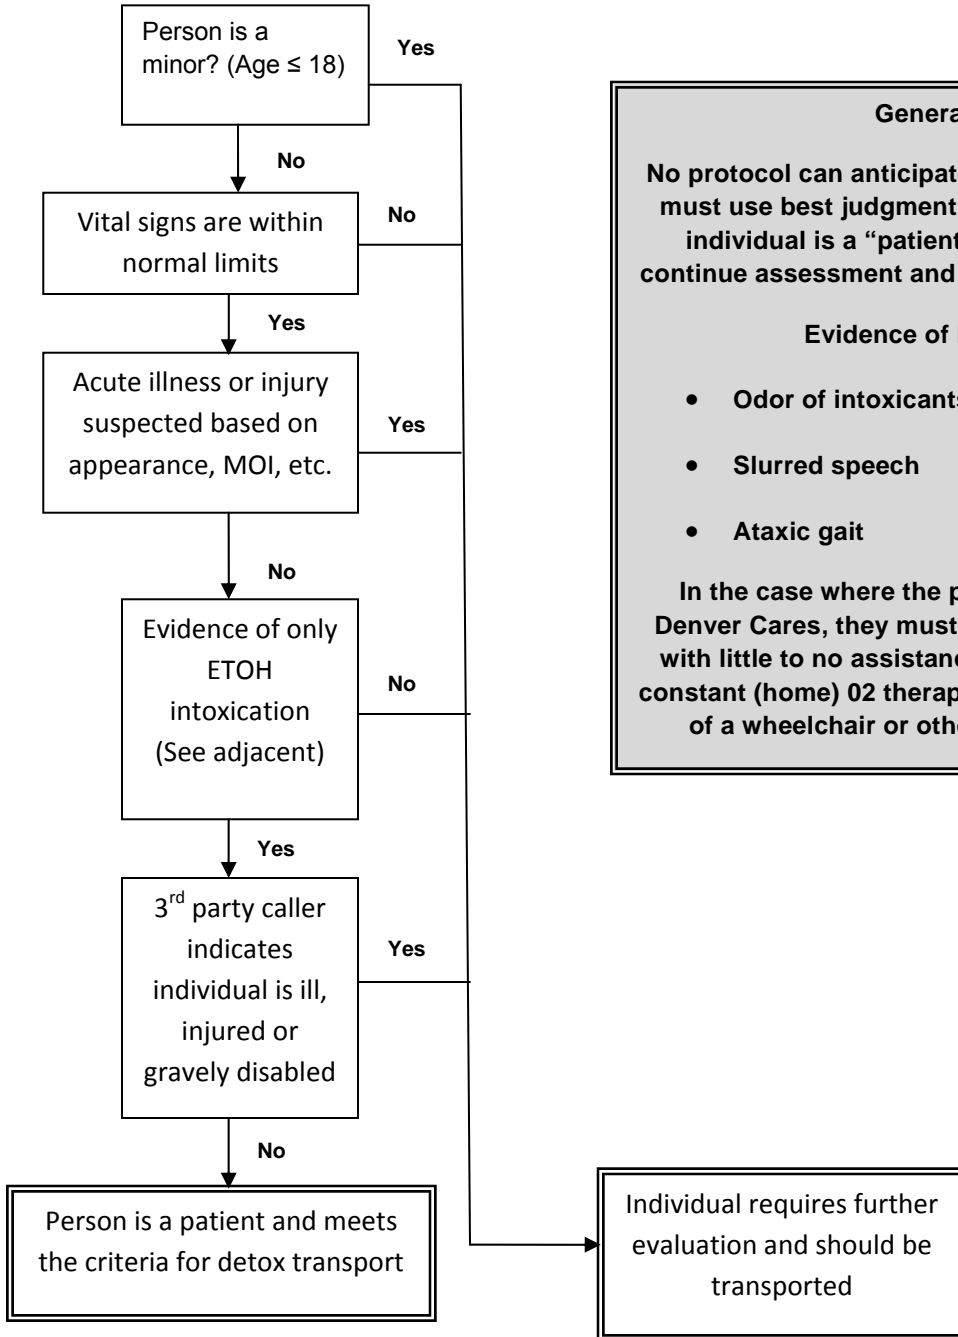 Person is a
minor? (Age ≤ 18)
Yes
No
Vital signs are within
normal limits
No
Yes
Acute illness or injury
suspected based on
appearance, MOI, etc.
Yes
No
Evidence of only
ETOH
intoxication
(See adjacent)
No
Yes
3rd party caller
indicates
individual is ill,
injured or
gravely disabled
Yes
No
Person is a patient and meets
the criteria for detox transport
Individual requires further
evaluation and should be
transported
No protocol can
must use best judgment
individual is a “patient
continue assessment and
Evidence of
• Odor of intoxicants
• Slurred speech
• Ataxic gait
In the case where the
Denver Cares, they must
with little to no
constant (home) 02
of a wheelchair or